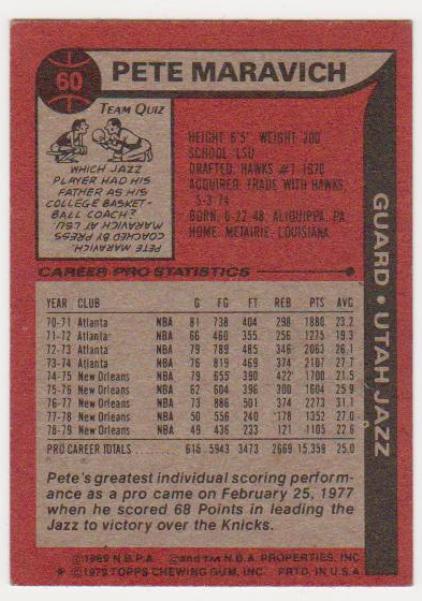 60
PETE MARAVICH
TEAM QUIZ
WHICH JAZZ
PLAYER HAD HIS
FATHER AS HIS
COLLEGE BASKET-
BALL COACH?
PETE MARAVICH
COACHED BY PRESS
MARAVICH AT LSU
HEIGHT 6'5" WEIGHT 200
SCHOOL LSU
DRAFTED: HAWKS #1 1970
ACQUIRED: TRADE WITH HAWKS,
5-3-74
BORN: 6-22-48, ALIQUIPPA, PA
HOME: METAIRIE, LOUISIANA
GUARD • UTAH JAZZ
CAREER PRO STATISTICS
YEAR CLUB G FG FT REB PTS AVG
70-71 Atlanta NBA 81 738 404 298 1880 23.2
71-72 Atlanta NBA 66 460 355 256 1275 19.3
72-73 Atlanta NBA 79 789 485 346 2063 26.1
73-74 Atlanta NBA 76 819 469 374 2107 27.7
74-75 New Orleans NBA 79 655 390 422 1700 21.5
75-76 New Orleans NBA 62 604 396 300 1604 25.9
76-77 New Orleans NBA 73 886 501 374 2273 31.1
77-78 New Orleans NBA 50 556 240 178 1352 27.0
78-79 New Orleans NBA 49 436 233 121 1105 22.6
PRO CAREER TOTALS 615 5943 3473 2669 15,359 25.0
Pete's greatest individual scoring perform-
ance as a pro came on February 25, 1977
when he scored 68 Points in leading the
Jazz to victory over the Knicks.
© 1969 N.B.P.A. © and TM N.B.A. PROPERTIES, INC.
* © 1979 TOPPS CHEWING GUM, INC. PRTD. IN U.S.A.